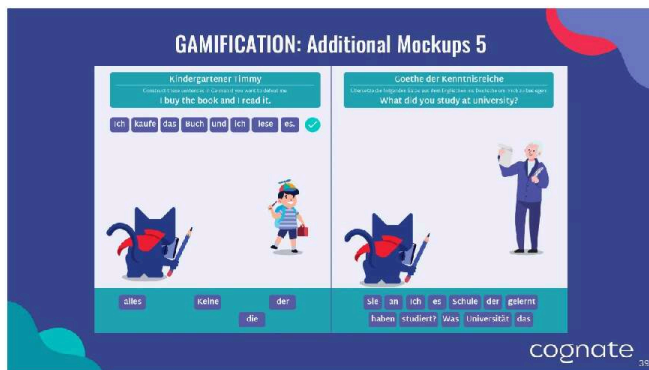 GAMIFICATION: Additional Mockups 5
Kindergartener Timmy
I buy the book and I read it.
Ich kaufe das Buch und ich lese es.
alles Keine der
die
Goethe der Kenntnisreiche
What did you study at university?
Sie an Ich es Schule der gelernt
haben studiert? Was Universität das
cognate
39